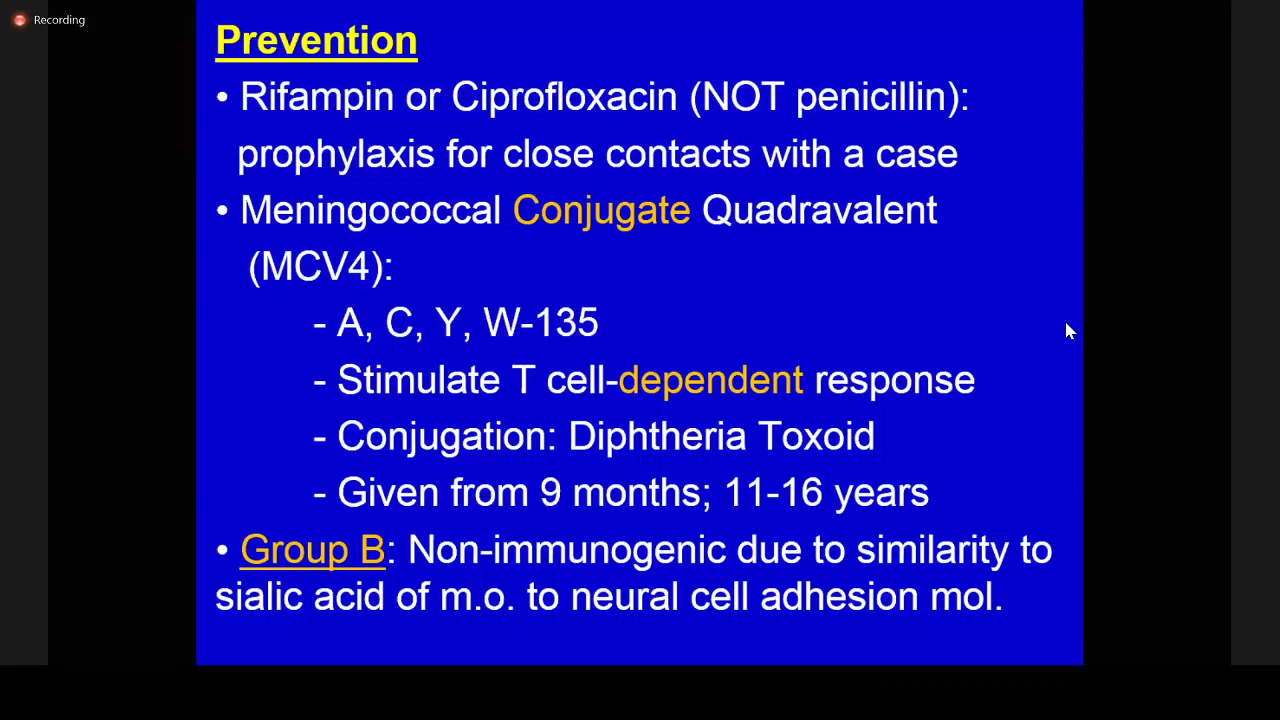 Recording
Prevention
• Rifampin or Ciprofloxacin (NOT penicillin):
prophylaxis for close contacts with a case
• Meningococcal Conjugate Quadravalent
(MCV4):
- A, C, Y, W-135
- Stimulate T cell-dependent response
- Conjugation: Diphtheria Toxoid
- Given from 9 months; 11-16 years
• Group B: Non-immunogenic due to similarity to
sialic acid of m.o. to neural cell adhesion mol.